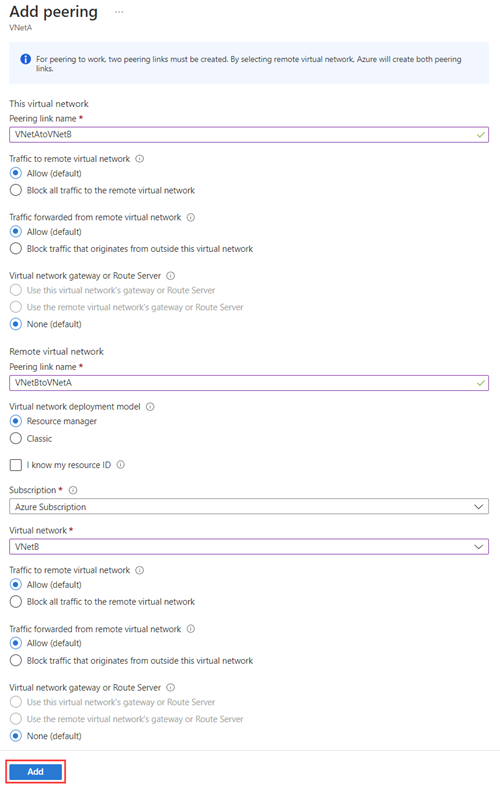 Add peering ...
VNetA
For peering to work, two peering links must be created. By selecting remote virtual network, Azure will create both peering
links.
This virtual network
Peering link name *
VNetAtoVNetB
Traffic to remote virtual network
Allow (default)
Block all traffic to the remote virtual network
Traffic forwarded from remote virtual network
Allow (default)
Block traffic that originates from outside this virtual network
Virtual network gateway or Route Server
Use this virtual network's gateway or Route Server
Use the remote virtual network's gateway or Route Server
None (default)
Remote virtual network
Peering link name *
VNetBtoVNetA
Virtual network deployment model
Resource manager
Classic
I know my resource ID
Subscription *
Azure Subscription
Virtual network *
VNetB
Traffic to remote virtual network
Allow (default)
Block all traffic to the remote virtual network
Traffic forwarded from remote virtual network
Allow (default)
Block traffic that originates from outside this virtual network
Virtual network gateway or Route Server
Use this virtual network's gateway or Route Server
Use the remote virtual network's gateway or Route Server
None (default)
Add